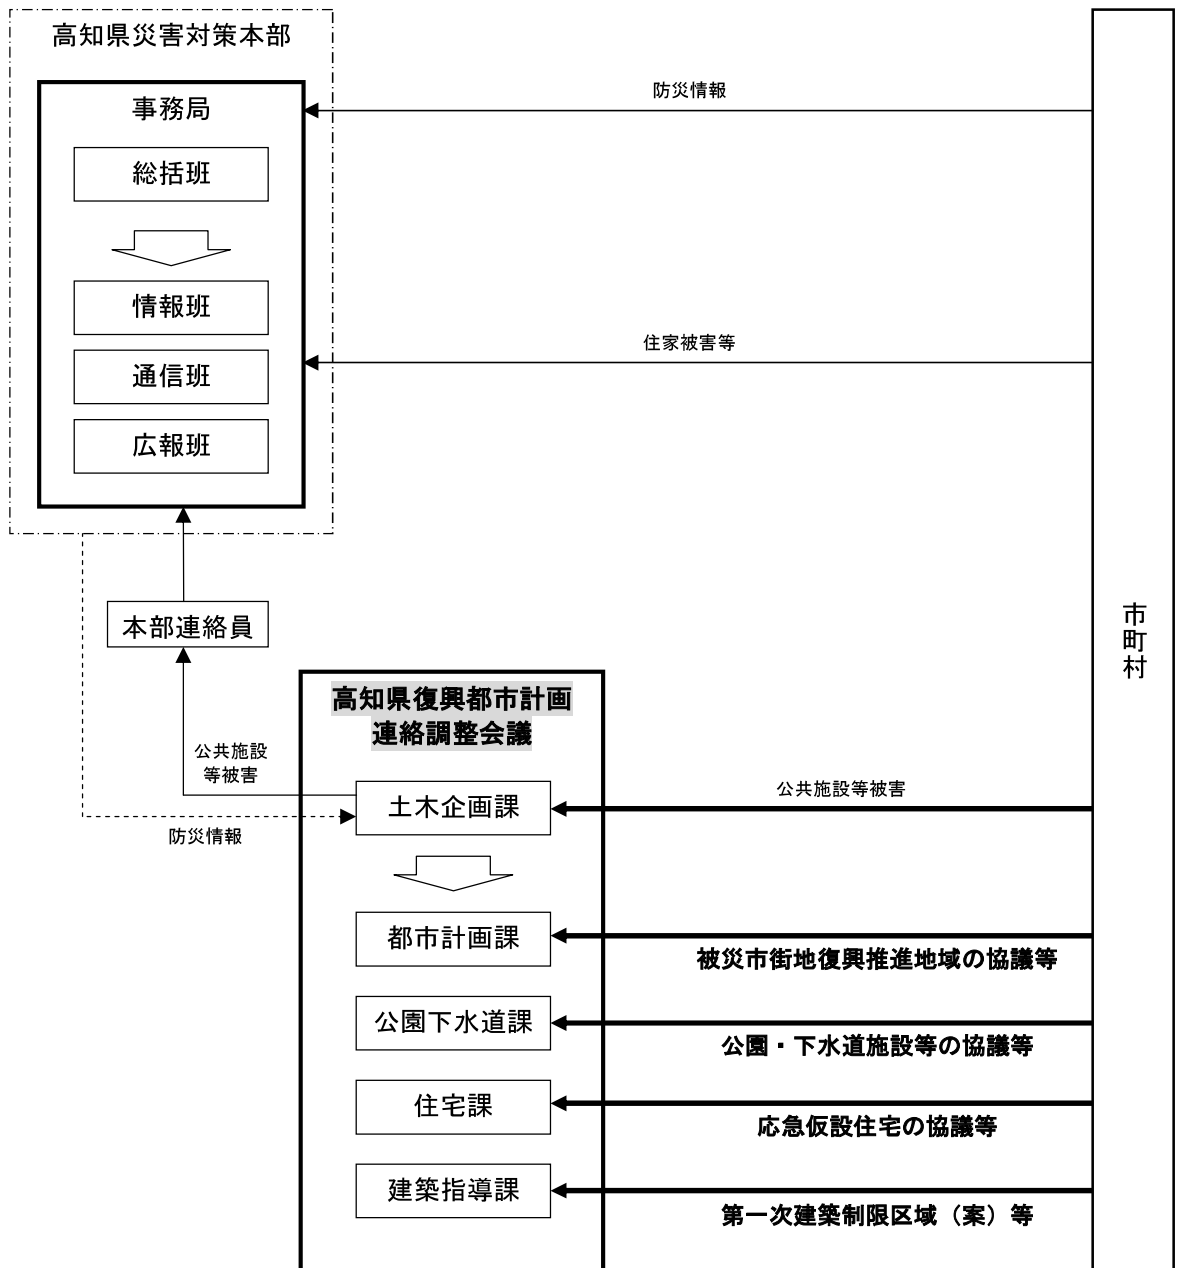 高知県災害対策本部
事務局
総括班
情報班
通信班
広報班
防災情報
住家被害等
本部連絡員
市町村
高知県復興都市計画
連絡調整会議
公共施設
等被害
土木企画課
公共施設等被害
防災情報
都市計画課
被災市街地復興推進地域の協議等
公園下水道課
公園・下水道施設等の協議等
住宅課
応急仮設住宅の協議等
建築指導課
第一次建築制限区域（案）等